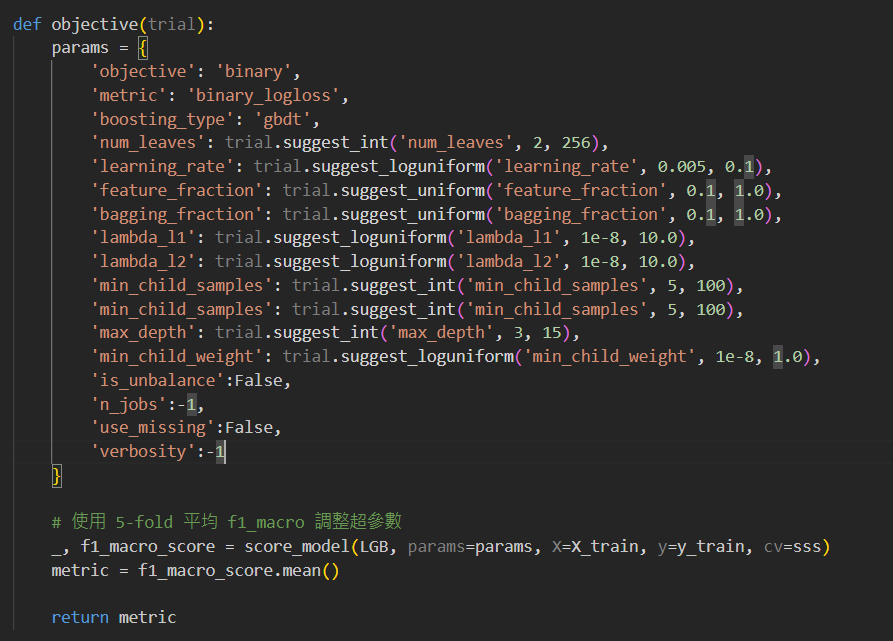 def objective(trial):
    params = {
        'objective': 'binary',
        'metric': 'binary_logloss',
        'boosting_type': 'gbdt',
        'num_leaves': trial.suggest_int('num_leaves', 2, 256),
        'learning_rate': trial.suggest_loguniform('learning_rate', 0.005, 0.1),
        'feature_fraction': trial.suggest_uniform('feature_fraction', 0.1, 1.0),
        'bagging_fraction': trial.suggest_uniform('bagging_fraction', 0.1, 1.0),
        'lambda_l1': trial.suggest_loguniform('lambda_l1', 1e-8, 10.0),
        'lambda_l2': trial.suggest_loguniform('lambda_l2', 1e-8, 10.0),
        'min_child_samples': trial.suggest_int('min_child_samples', 5, 100),
        'min_child_samples': trial.suggest_int('min_child_samples', 5, 100),
        'max_depth': trial.suggest_int('max_depth', 3, 15),
        'min_child_weight': trial.suggest_loguniform('min_child_weight', 1e-8, 1.0),
        'is_unbalance':False,
        'n_jobs':-1,
        'use_missing':False,
        'verbosity':-1
    }
    # 使用 5-fold 平均 f1_macro 調整超參數
    _, f1_macro_score = score_model(LGB, params=params, X=X_train, y=y_train, cv=sss)
    metric = f1_macro_score.mean()
    return metric